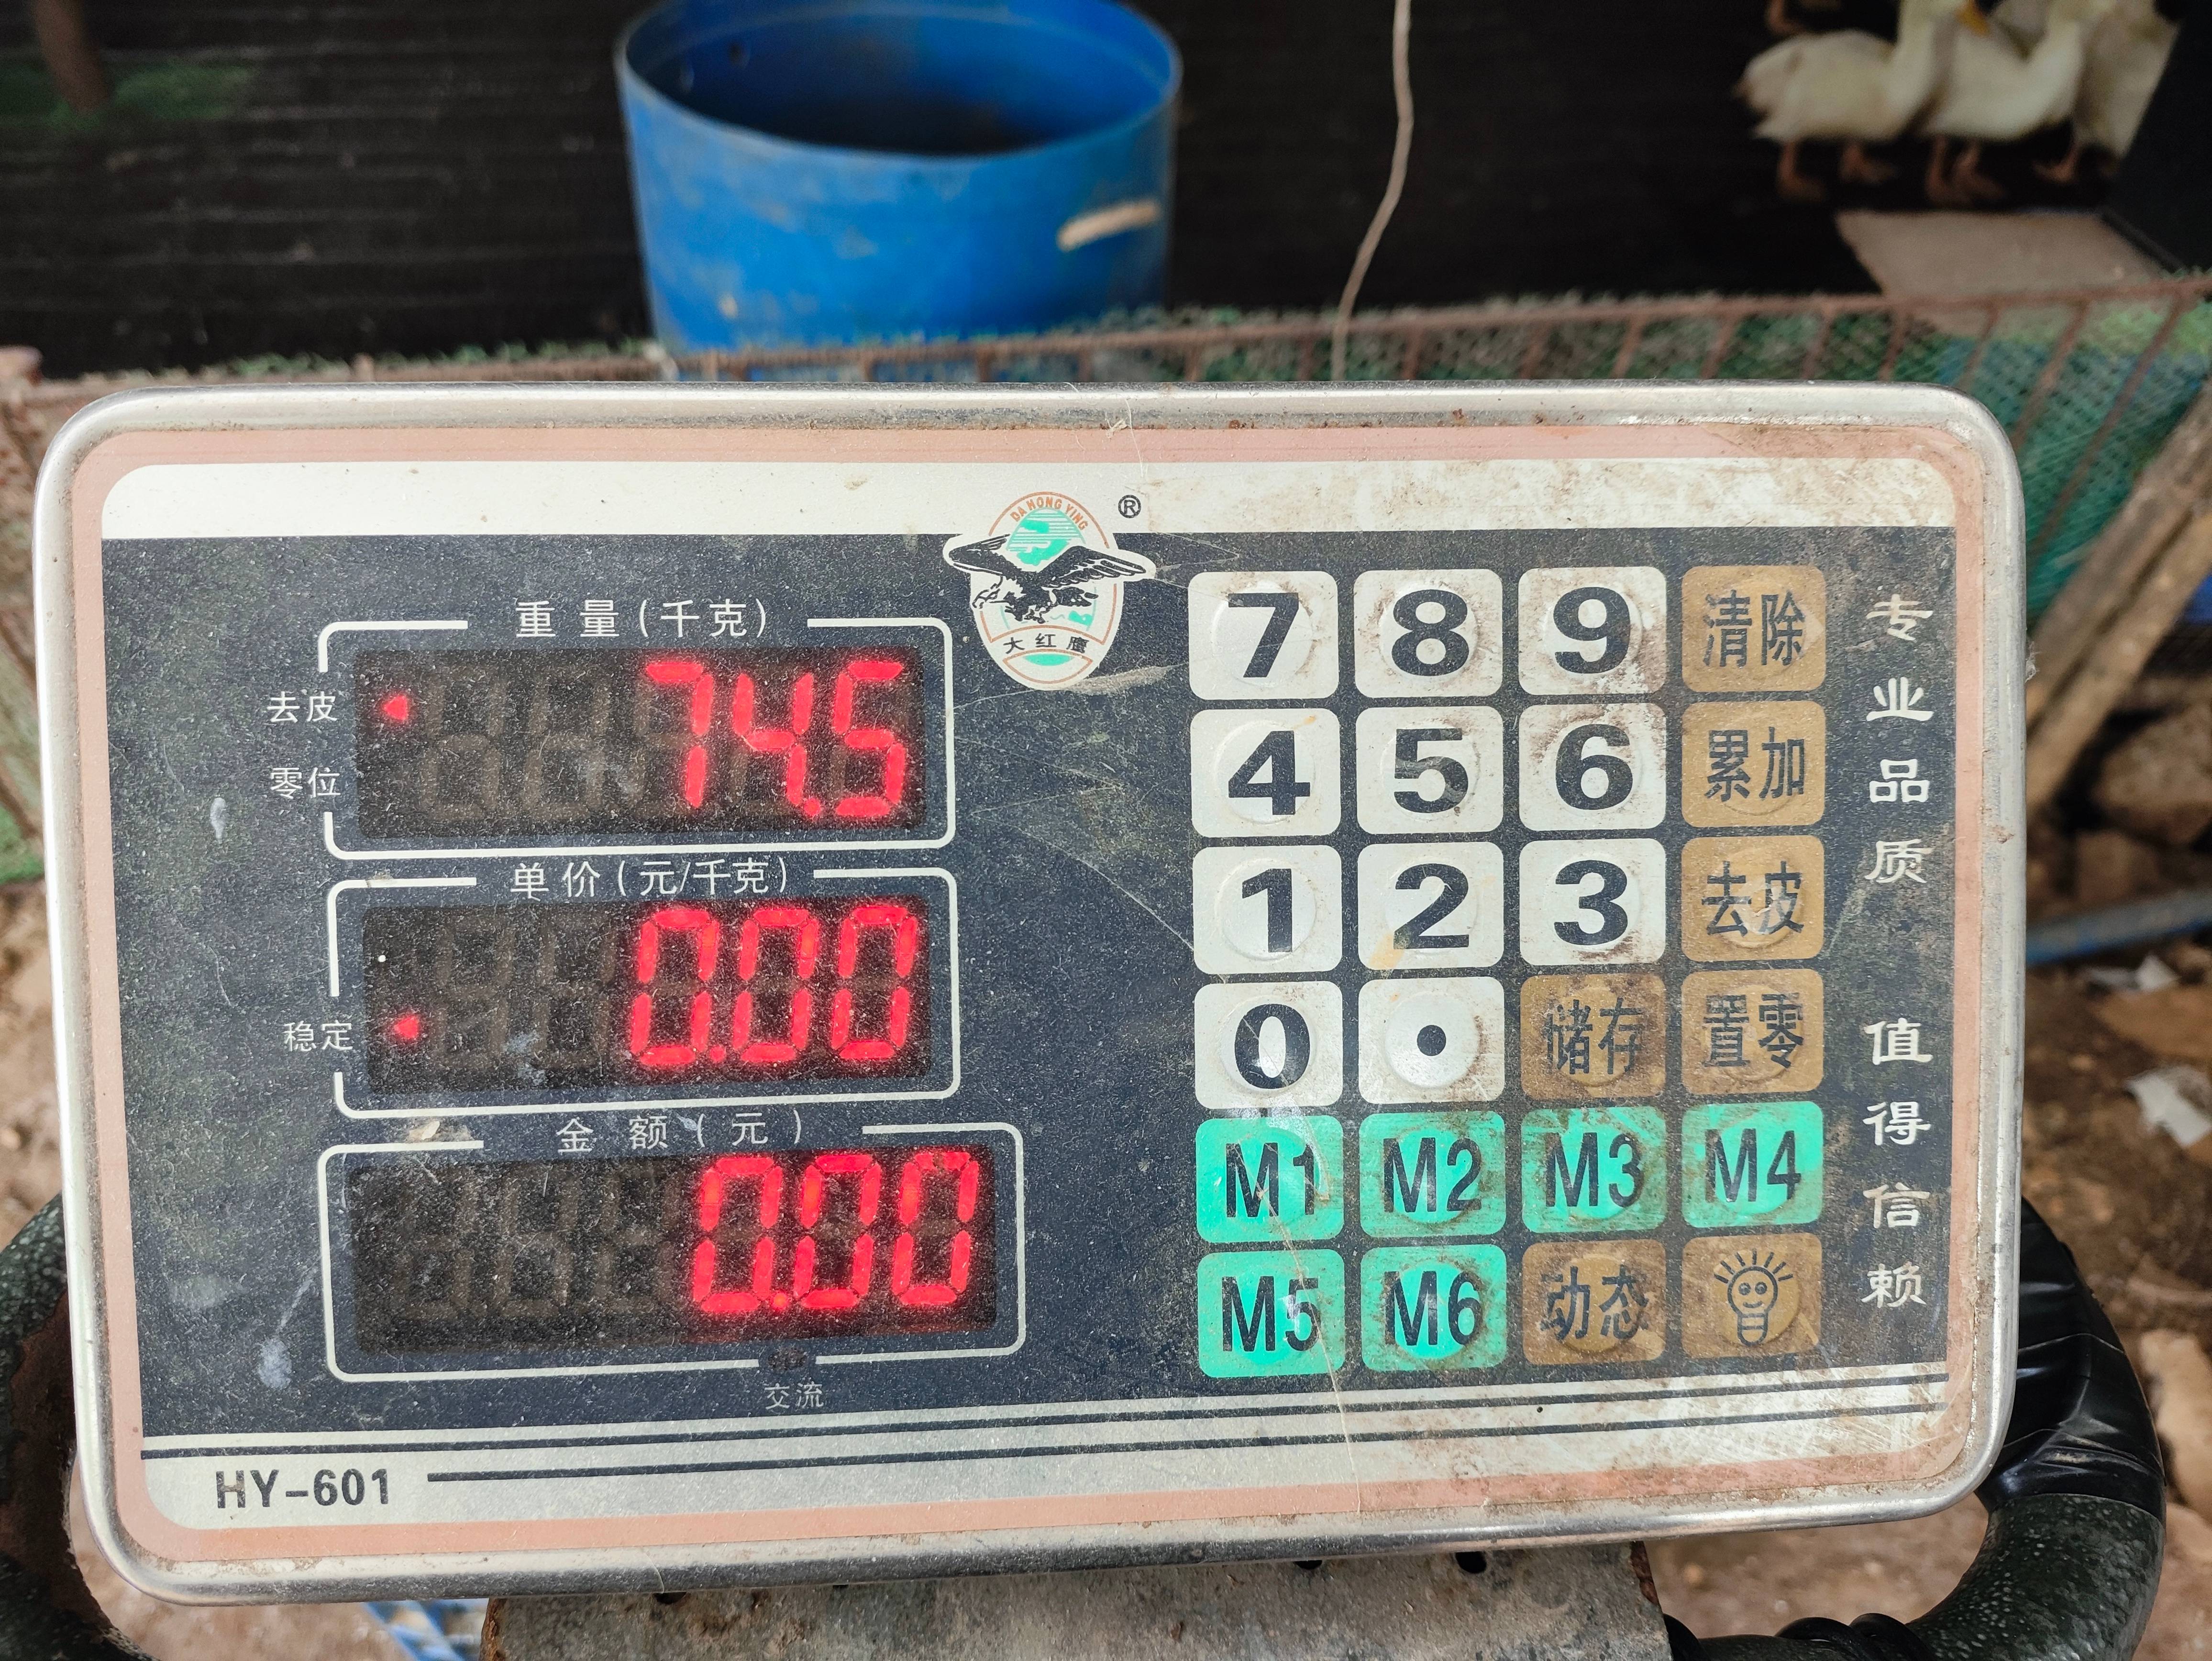 DA HONG YING
®
大红鹰
重量(千克)
去皮
零位
74.5
单价(元/千克)
稳定
0.00
金额(元)
0.00
交流
7 8 9 清除
4 5 6 累加
1 2 3 去皮
0 • 储存 置零
M1 M2 M3 M4
M5 M6 动态
专业品质 值得信赖
HY-601